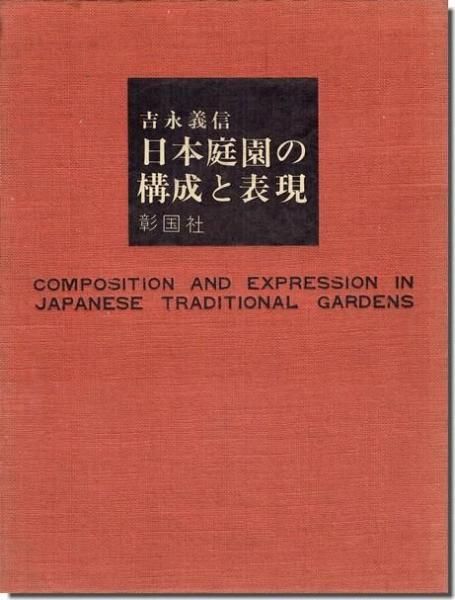 吉永義信
日本庭園の
構成と表現
彰国社
COMPOSITION AND EXPRESSION IN
JAPANESE TRADITIONAL GARDENS